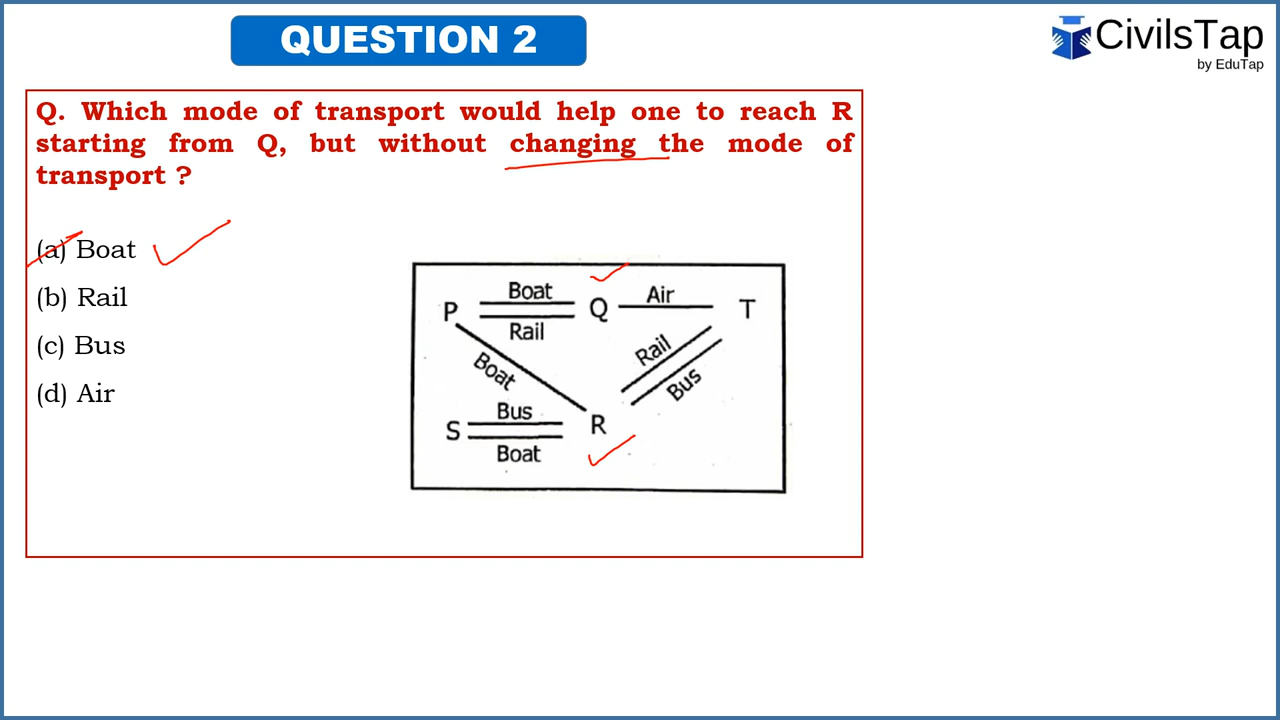 QUESTION 2
CivilsTap
by EduTap
Q. Which mode of transport would help one to reach R
starting from Q, but without changing the mode of
transport ?
(a) Boat
(b) Rail
(c) Bus
(d) Air
Boat
P Q Air T
Rail
Rail
Boat
Bus
Bus
S R
Boat